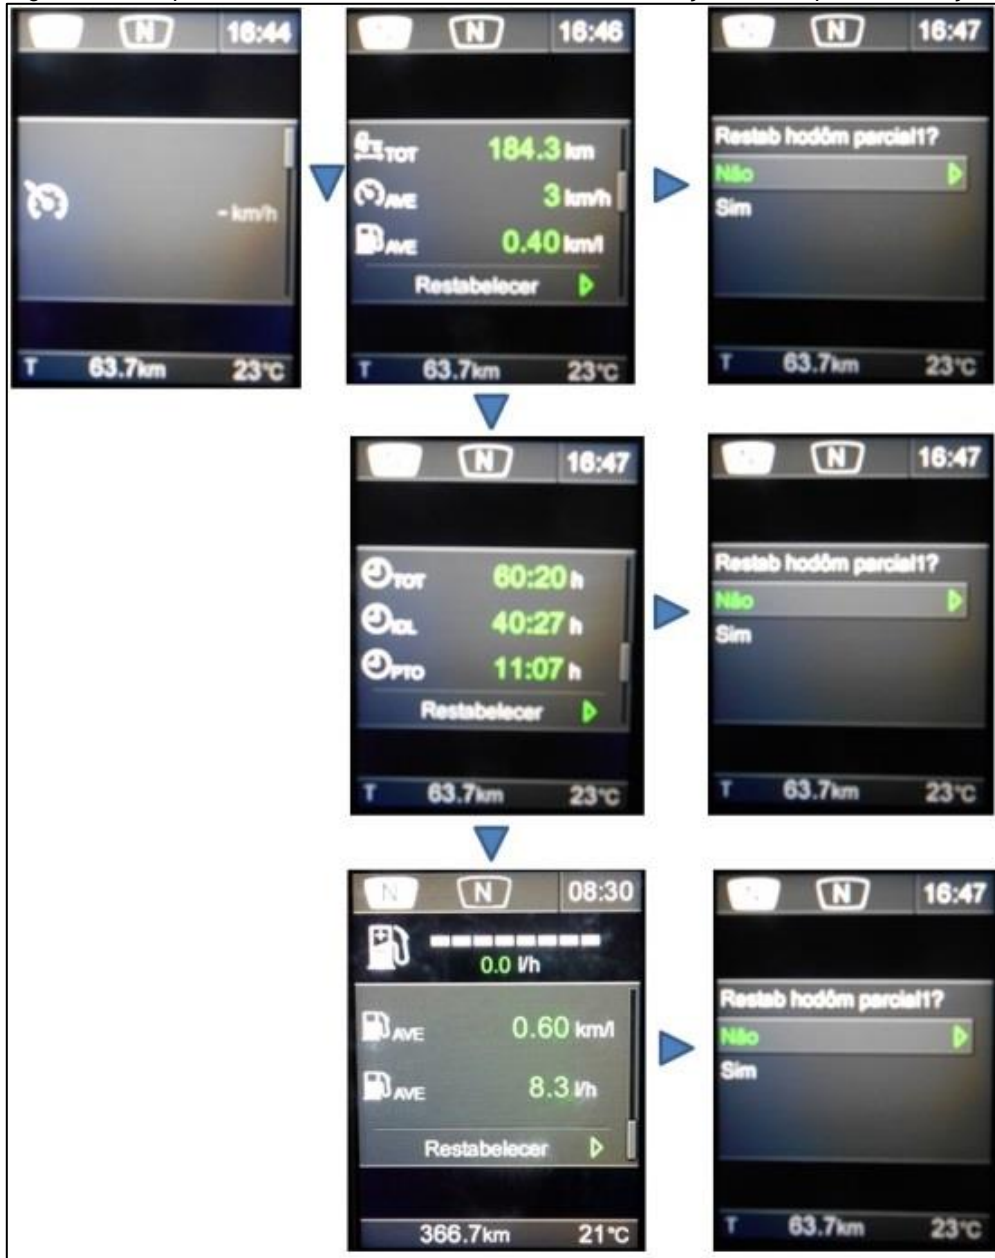 N 16:44
- km/h
T 63.7km 23°C
N 16:46
TOT 184.3 km
AVE 3 km/h
AVE 0.40 km/l
Restabelecer
T 63.7km 23°C
N 16:47
Restab hodôm parcial1?
Não
Sim
T 63.7km 23°C
N 16:47
TOT 60:20 h
IDL 40:27 h
PTO 11:07 h
Restabelecer
T 63.7km 23°C
N 16:47
Restab hodôm parcial1?
Não
Sim
T 63.7km 23°C
N N 08:30
0.0 l/h
AVE 0.60 km/l
AVE 8.3 l/h
Restabelecer
366.7km 21°C
N 16:47
Restab hodôm parcial1?
Não
Sim
T 63.7km 23°C